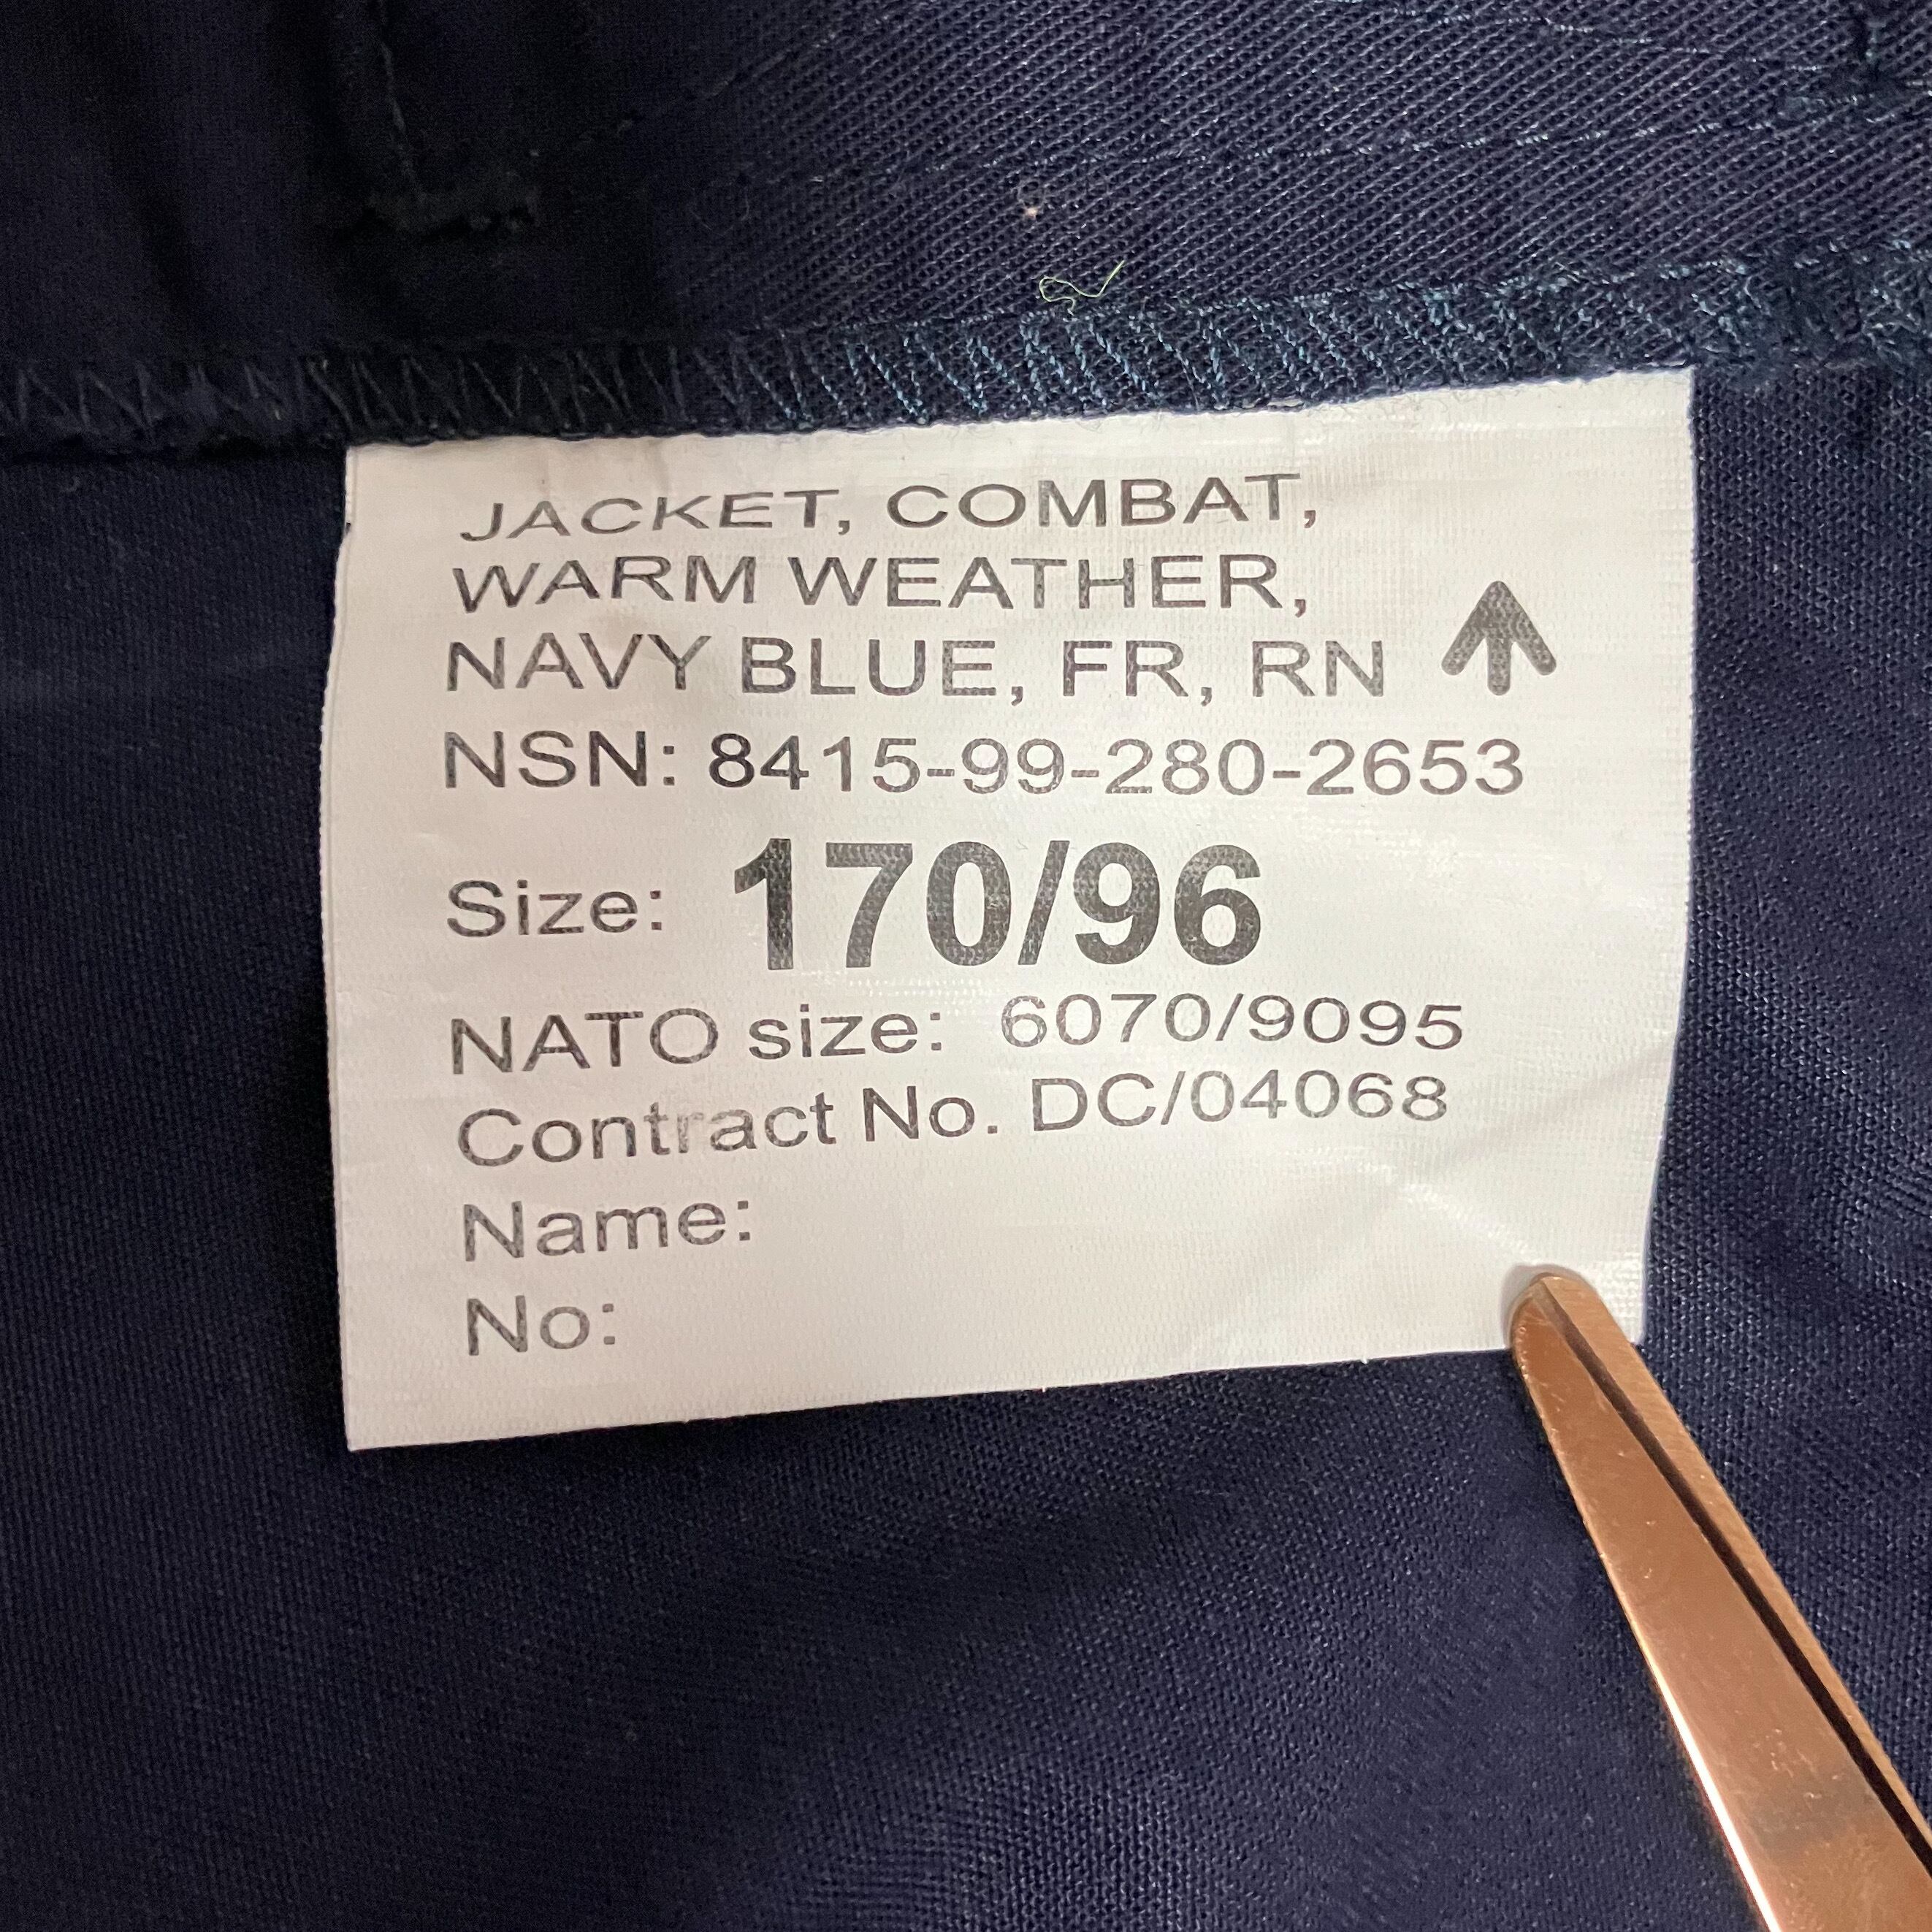 JACKET, COMBAT,
WARM WEATHER,
NAVY BLUE, FR, RN
NSN: 8415-99-280-2653
Size: 170/96
NATO size: 6070/9095
Contract No. DC/04068
Name:
No: